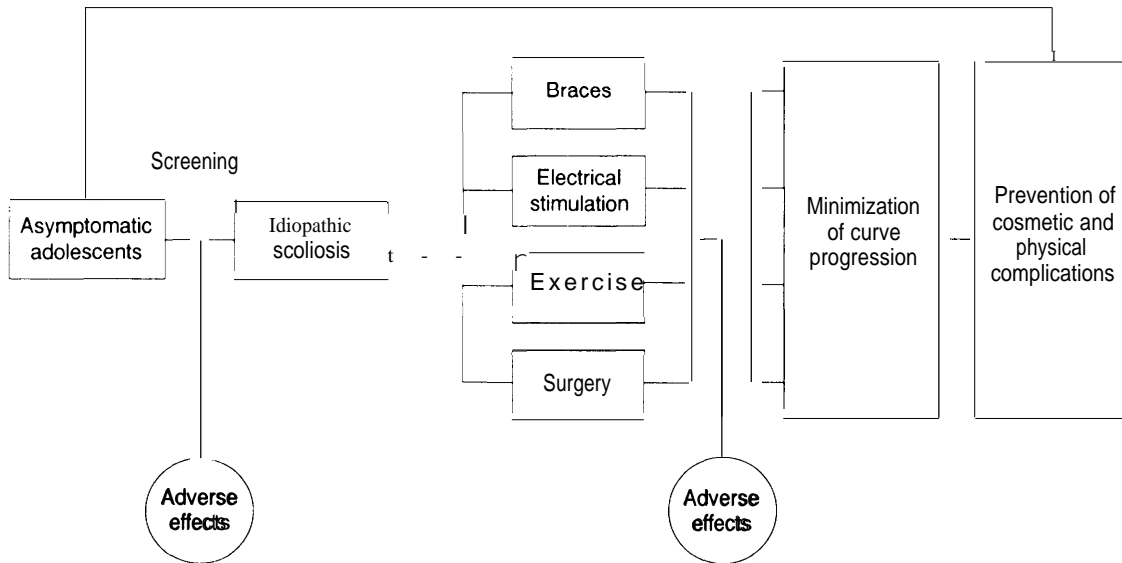 Screening
Asymptomatic
adolescents
Idiopathic
scoliosis
Braces
Electrical
stimulation
Exercise
Surgery
Minimization
of curve
progression
Prevention of
cosmetic and
physical
complications
Adverse
effects
Adverse
effects